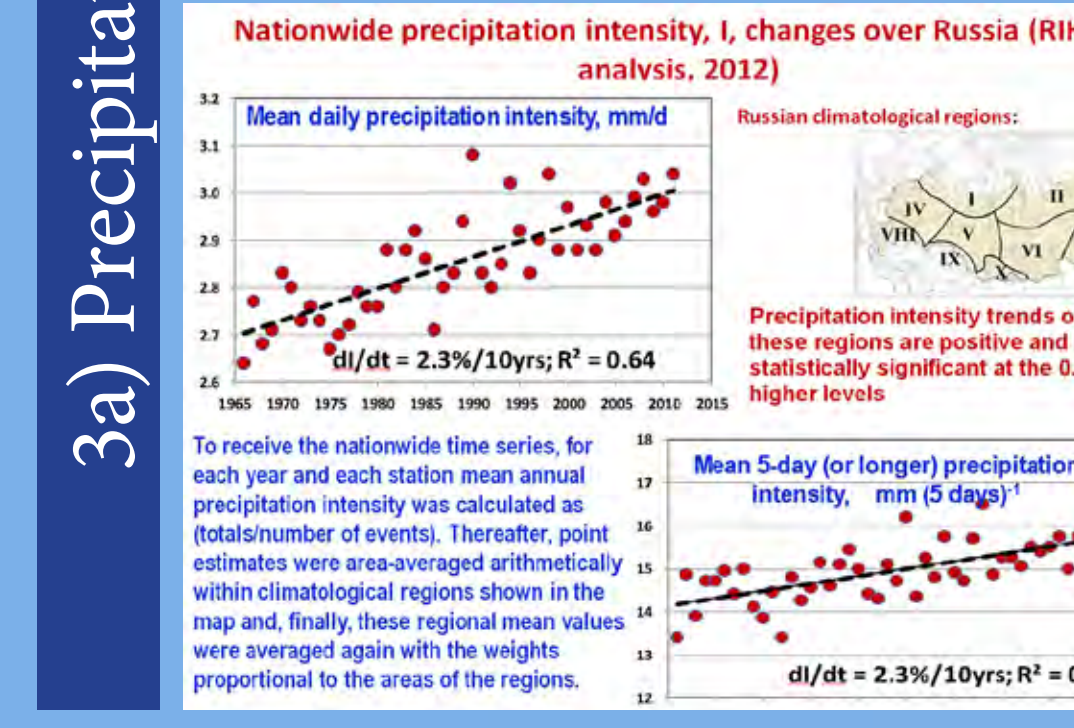 3a) Precipita
Nationwide precipitation intensity, I, changes over Russia (RIH
analysis, 2012)
Mean daily precipitation intensity, mm/d
3.2
3.1
3.0
2.9
2.8
2.7
2.6
dI/dt = 2.3%/10yrs; R² = 0.64
1965 1970 1975 1980 1985 1990 1995 2000 2005 2010 2015
Russian climatological regions:
I
II
IV
V
VI
VIII
IX
X
Precipitation intensity trends o
these regions are positive and
statistically significant at the 0.
higher levels
To receive the nationwide time series, for
each year and each station mean annual
precipitation intensity was calculated as
(totals/number of events). Thereafter, point
estimates were area-averaged arithmetically
within climatological regions shown in the
map and, finally, these regional mean values
were averaged again with the weights
proportional to the areas of the regions.
Mean 5-day (or longer) precipitation
intensity, mm (5 days)⁻¹
18
17
16
15
14
13
12
dI/dt = 2.3%/10yrs; R² = 0